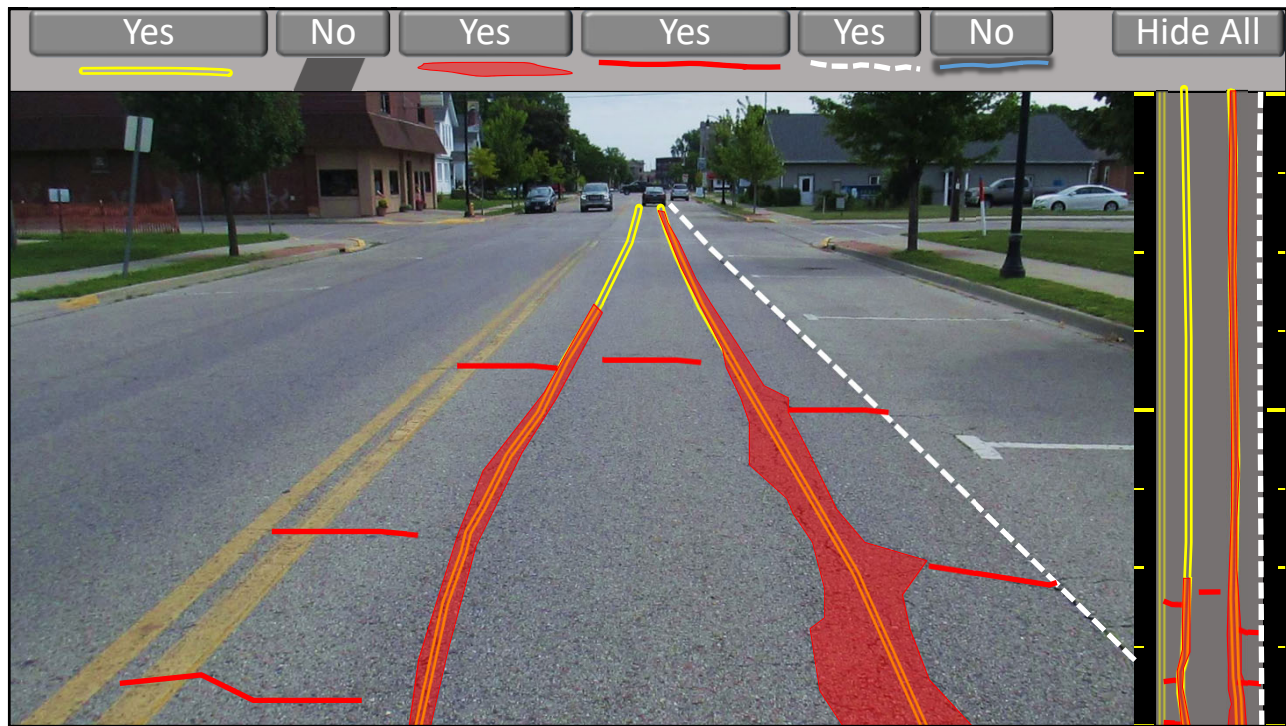 Yes No Yes Yes Yes No Hide All